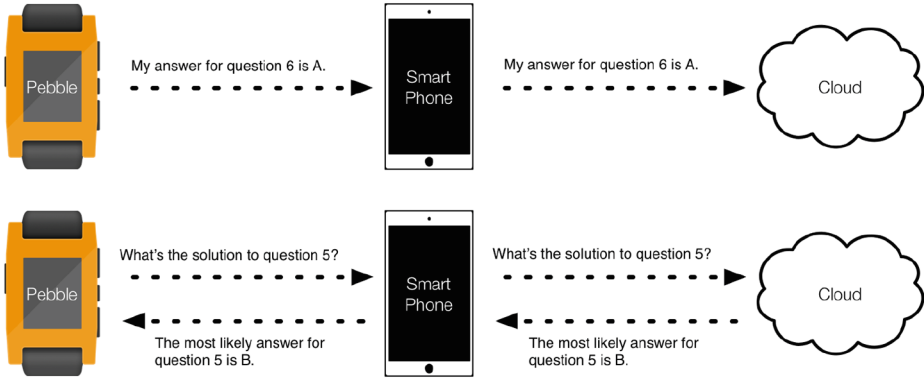 My answer for question 6 is A.
My answer for question 6 is A.
Pebble
Smart
Phone
Cloud
What's the solution to question 5?
What's the solution to question 5?
Pebble
Smart
Phone
Cloud
The most likely answer for
question 5 is B.
The most likely answer for
question 5 is B.